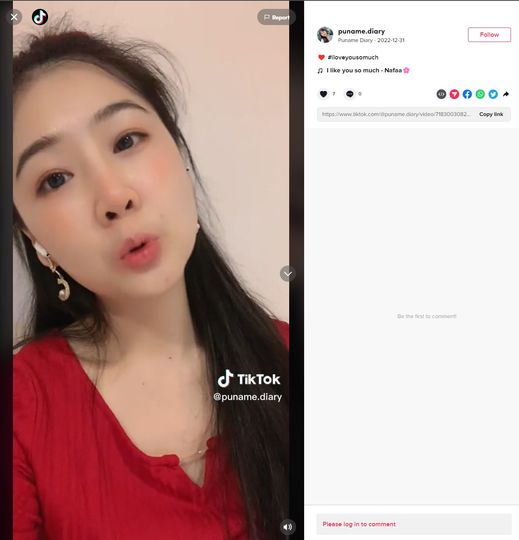 Report
TikTok
@puname.diary
puname.diary
Puname Diary · 2022-12-31
Follow
❤️ #iloveyousomuch
♫ I like you so much - Nafaa🌸
7
0
https://www.tiktok.com/@puname.diary/video/7183003082...
Copy link
Be the first to comment!
Please log in to comment